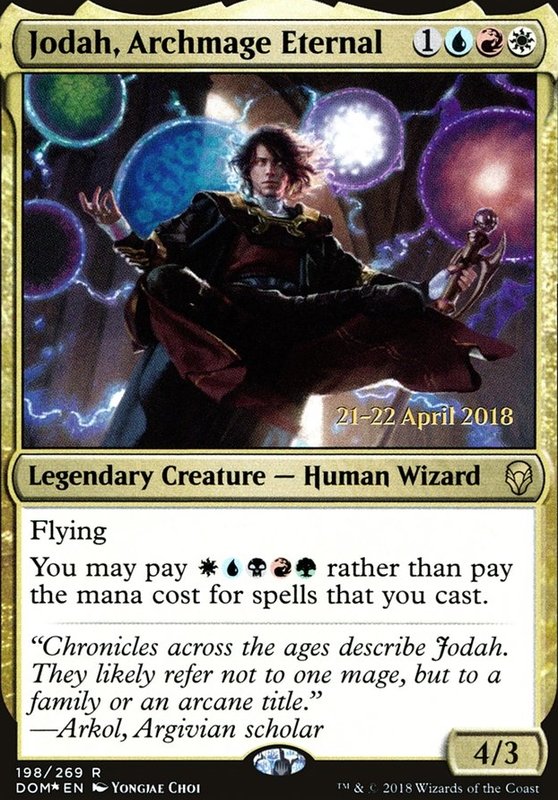 Jodah, Archmage Eternal 1
21–22 April 2018
Legendary Creature — Human Wizard
Flying
You may pay rather than pay
the mana cost for spells that you cast.
“Chronicles across the ages describe Jodah.
They likely refer not to one mage, but to a
family or an arcane title.”
—Arkol, Argivian scholar
4/3
198/269 R
DOM★EN Yongjae Choi
™ & © 2018 Wizards of the Coast